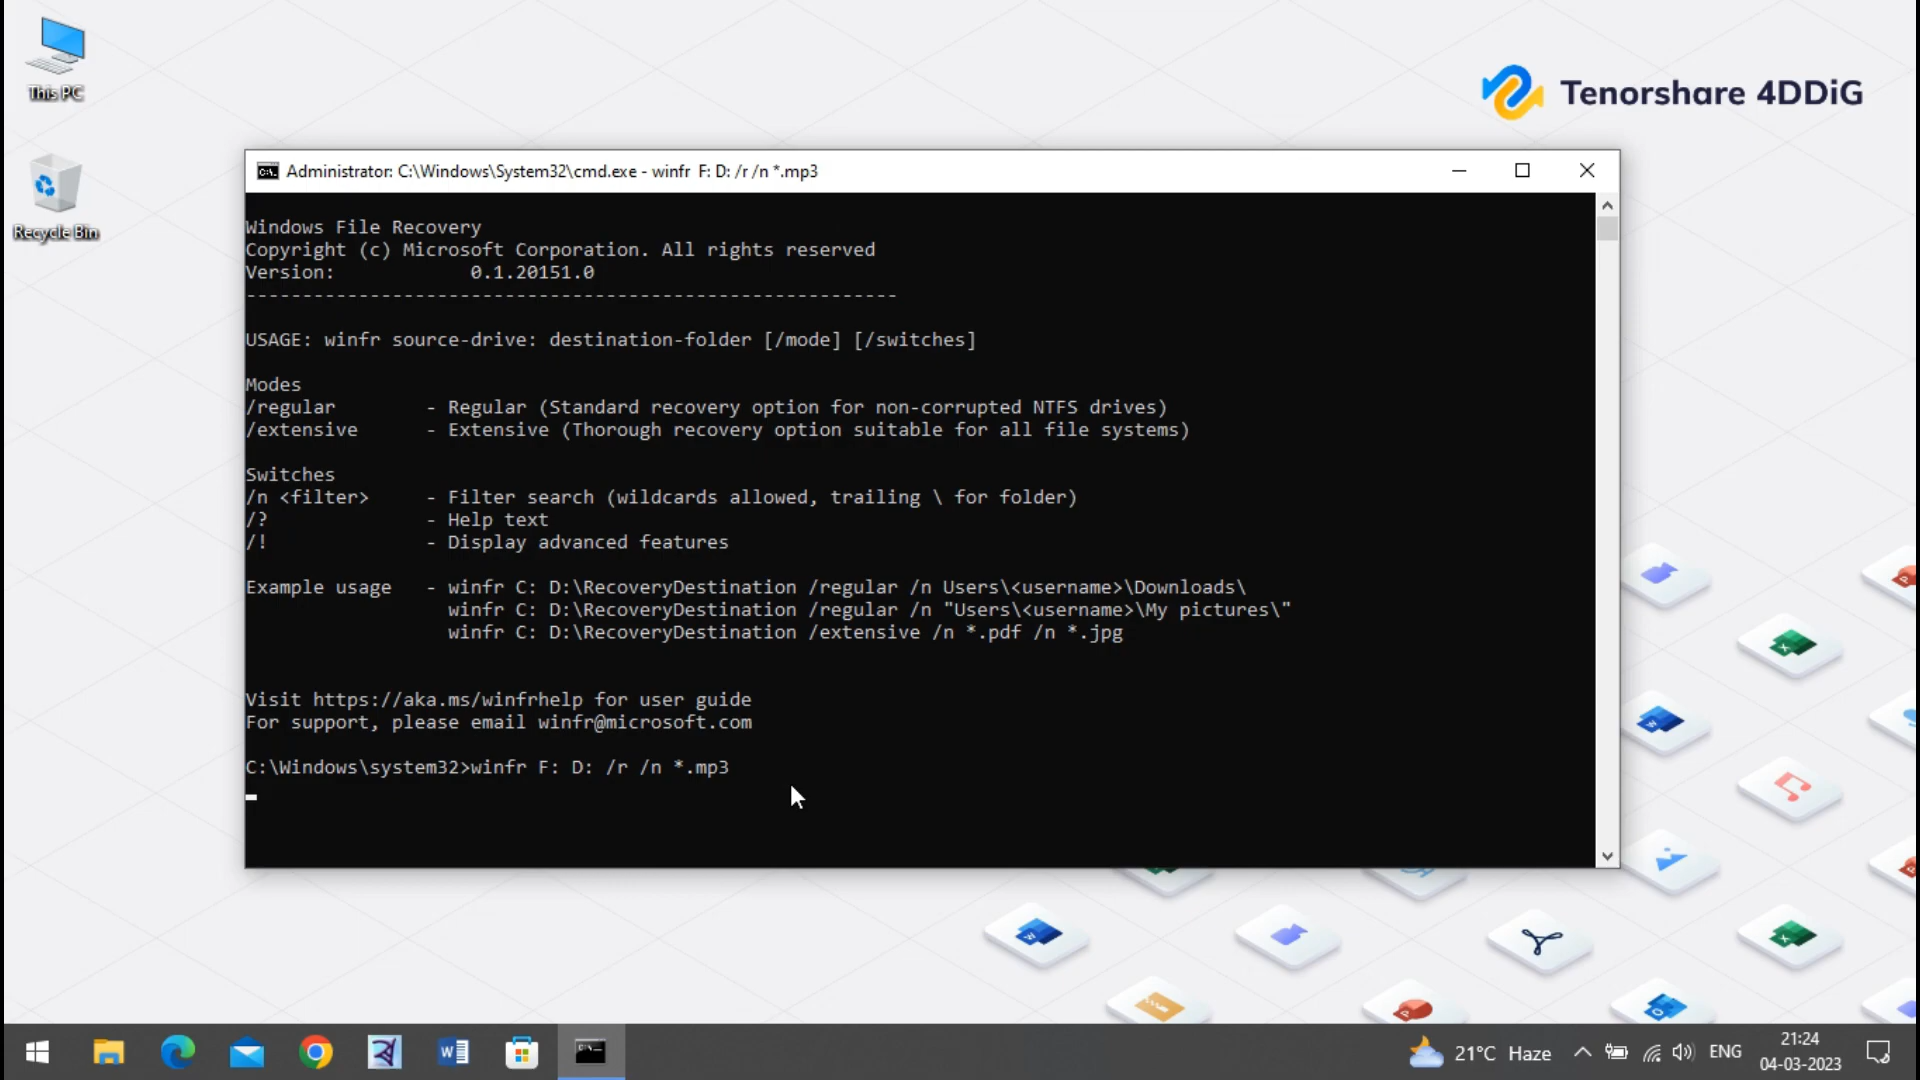 This PC
Recycle Bin
Tenorshare 4DDiG
Administrator: C:\Windows\System32\cmd.exe - winfr  F: D: /r /n *.mp3
Windows File Recovery
Copyright (c) Microsoft Corporation. All rights reserved
Version:            0.1.20151.0
----------------------------------------------------------
USAGE: winfr source-drive: destination-folder [/mode] [/switches]
Modes
/regular        - Regular (Standard recovery option for non-corrupted NTFS drives)
/extensive      - Extensive (Thorough recovery option suitable for all file systems)
Switches
/n <filter>     - Filter search (wildcards allowed, trailing \ for folder)
/?              - Help text
/!              - Display advanced features
Example usage   - winfr C: D:\RecoveryDestination /regular /n Users\<username>\Downloads\
winfr C: D:\RecoveryDestination /regular /n "Users\<username>\My pictures\"
winfr C: D:\RecoveryDestination /extensive /n *.pdf /n *.jpg
Visit https://aka.ms/winfrhelp for user guide
For support, please email winfr@microsoft.com
C:\Windows\system32>winfr F: D: /r /n *.mp3
21°C Haze
ENG
21:24
04-03-2023